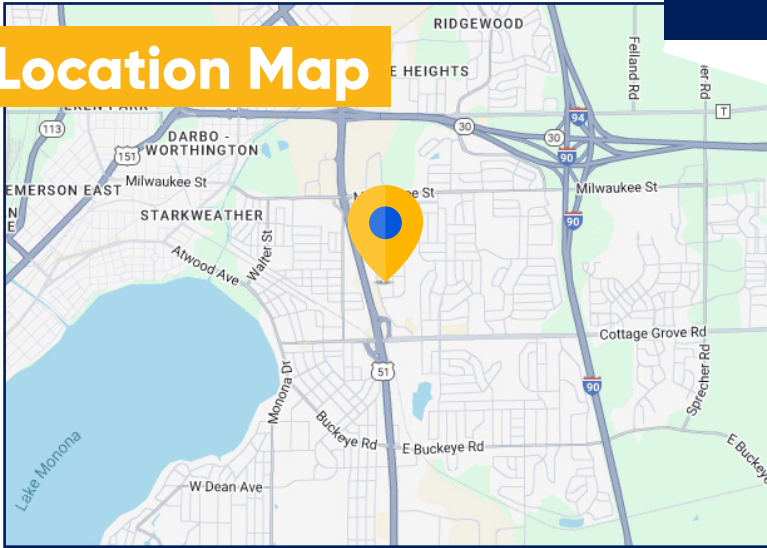 RIDGEWOOD
Location Map
E HEIGHTS
Felland Rd
er Rd
T
94
30
30
113
DARBO -
WORTHINGTON
151
90
EMERSON EAST
Milwaukee St
e St
Milwaukee St
N
E
STARKWEATHER
90
Walter St
Atwood Ave
Cottage Grove Rd
51
90
Monona Dr
Sprecher Rd
Buckeye Rd
E Buckeye Rd
E Buckeye
Lake Monona
W Dean Ave